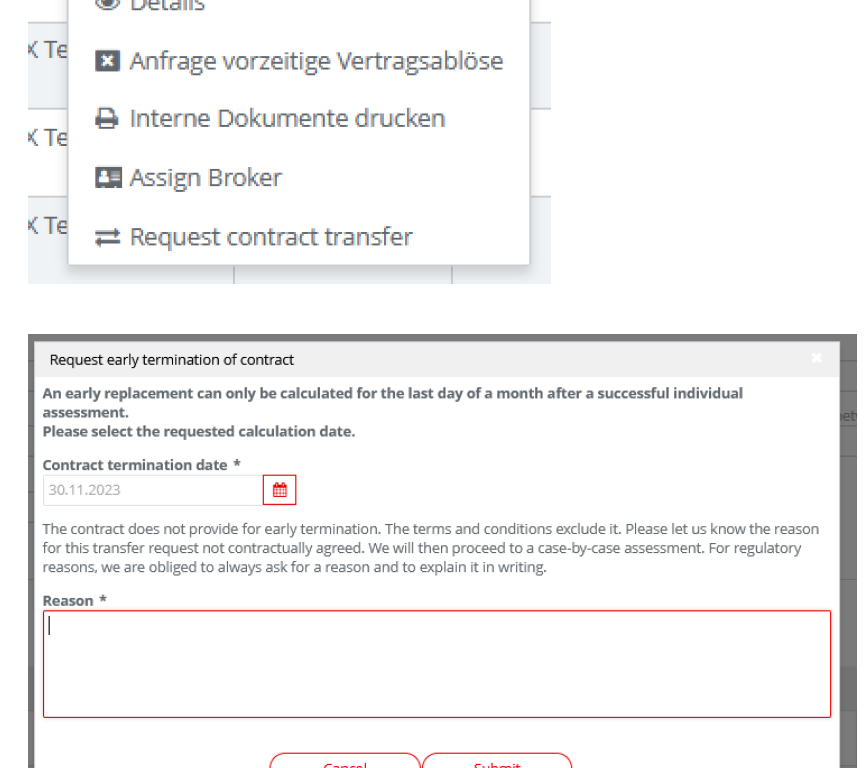 Details
X Te
Anfrage vorzeitige Vertragsablöse
Interne Dokumente drucken
X Te
Assign Broker
X Te
Request contract transfer
Request early termination of contract
An early replacement can only be calculated for the last day of a month after a successful individual
assessment.
Please select the requested calculation date.
Contract termination date *
30.11.2023
The contract does not provide for early termination. The terms and conditions exclude it. Please let us know the reason
for this transfer request not contractually agreed. We will then proceed to a case-by-case assessment. For regulatory
reasons, we are obliged to always ask for a reason and to explain it in writing.
Reason *
Cancel
Submit